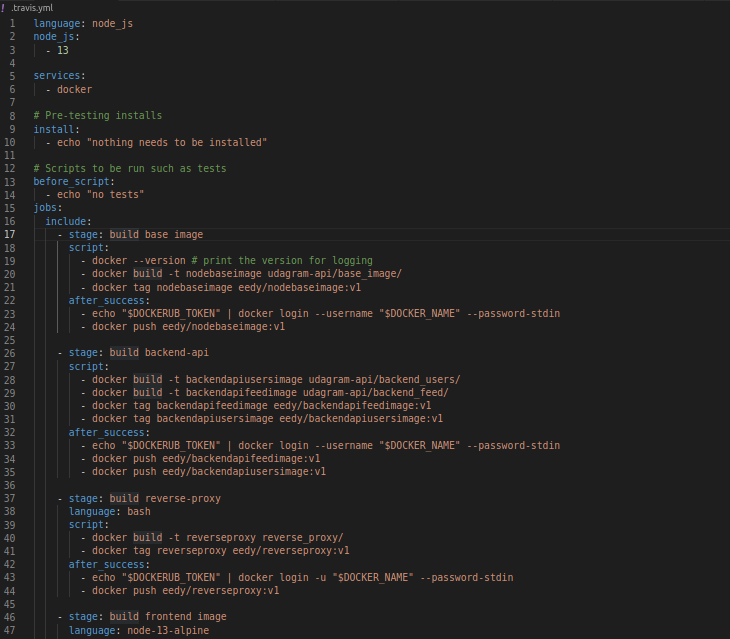 ! .travis.yml
1 language: node_js
2 node_js:
3 - 13
4
5 services:
6 - docker
7
8 # Pre-testing installs
9 install:
10 - echo "nothing needs to be installed"
11
12 # Scripts to be run such as tests
13 before_script:
14 - echo "no tests"
15 jobs:
16 include:
17 - stage: build base image
18 script:
19 - docker --version # print the version for logging
20 - docker build -t nodebaseimage udagram-api/base_image/
21 - docker tag nodebaseimage eedy/nodebaseimage:v1
22 after_success:
23 - echo "$DOCKERUB_TOKEN" | docker login --username "$DOCKER_NAME" --password-stdin
24 - docker push eedy/nodebaseimage:v1
25
26 - stage: build backend-api
27 script:
28 - docker build -t backendapiusersimage udagram-api/backend_users/
29 - docker build -t backendapifeedimage udagram-api/backend_feed/
30 - docker tag backendapifeedimage eedy/backendapifeedimage:v1
31 - docker tag backendapiusersimage eedy/backendapiusersimage:v1
32 after_success:
33 - echo "$DOCKERUB_TOKEN" | docker login --username "$DOCKER_NAME" --password-stdin
34 - docker push eedy/backendapifeedimage:v1
35 - docker push eedy/backendapiusersimage:v1
36
37 - stage: build reverse-proxy
38 language: bash
39 script:
40 - docker build -t reverseproxy reverse_proxy/
41 - docker tag reverseproxy eedy/reverseproxy:v1
42 after_success:
43 - echo "$DOCKERUB_TOKEN" | docker login -u "$DOCKER_NAME" --password-stdin
44 - docker push eedy/reverseproxy:v1
45
46 - stage: build frontend image
47 language: node-13-alpine